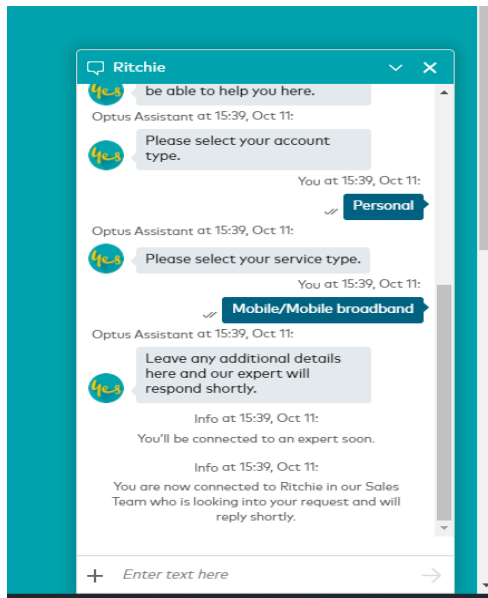 Ritchie
yes
be able to help you here.
Optus Assistant at 15:39, Oct 11:
yes
Please select your account
type.
You at 15:39, Oct 11:
Personal
Optus Assistant at 15:39, Oct 11:
yes
Please select your service type.
You at 15:39, Oct 11:
Mobile/Mobile broadband
Optus Assistant at 15:39, Oct 11:
yes
Leave any additional details
here and our expert will
respond shortly.
Info at 15:39, Oct 11:
You'll be connected to an expert soon.
Info at 15:39, Oct 11:
You are now connected to Ritchie in our Sales
Team who is looking into your request and will
reply shortly.
Enter text here